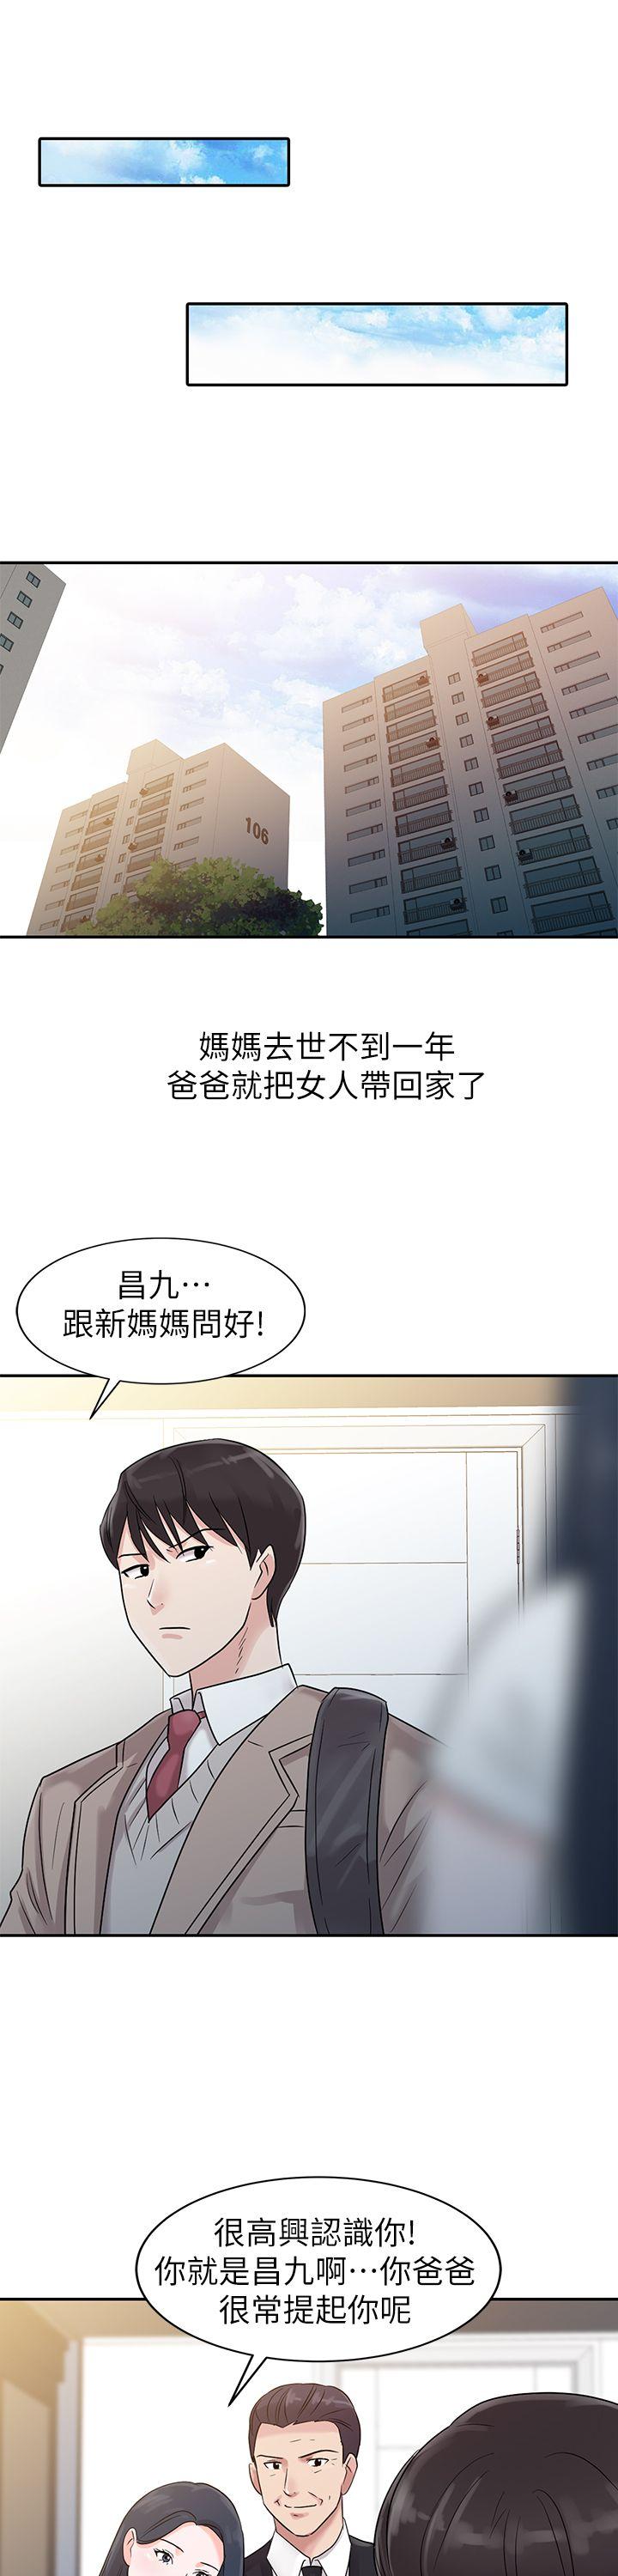 106
媽媽去世不到一年
爸爸就把女人帶回家了
昌九…
跟新媽媽問好!
很高興認識你!
你就是昌九啊…你爸爸
很常提起你呢